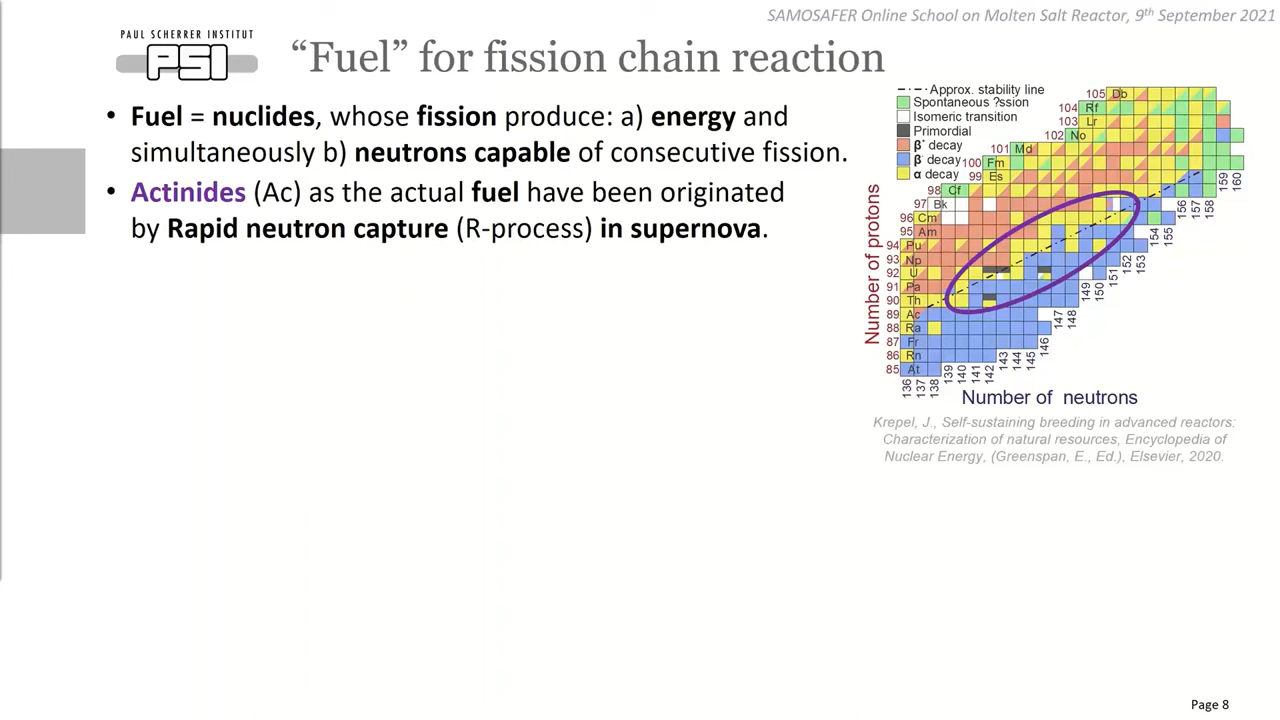 SAMOSAFER Online School on Molten Salt Reactor, 9th September 2021
PAUL SCHERRER INSTITUT
PSI
“Fuel” for fission chain reaction
• Fuel = nuclides, whose fission produce: a) energy and
simultaneously b) neutrons capable of consecutive fission.
• Actinides (Ac) as the actual fuel have been originated
by Rapid neutron capture (R-process) in supernova.
Approx. stability line
Spontaneous ?ssion
Isomeric transition
Primordial
β+ decay
β- decay
α decay
105 Db
104 Rf
103 Lr
102 No
101 Md
100 Fm
99 Es
98 Cf
97 Bk
96 Cm
95 Am
94 Pu
93 Np
92 U
91 Pa
90 Th
89 Ac
88 Ra
87 Fr
86 Rn
85 At
Number of protons
136 137 138 139 140 141 142 143 144 145 146 147 148 149 150 151 152 153 154 155 156 157 158 159 160
Number of neutrons
Krepel, J., Self-sustaining breeding in advanced reactors:
Characterization of natural resources, Encyclopedia of
Nuclear Energy, (Greenspan, E., Ed.), Elsevier, 2020.
Page 8